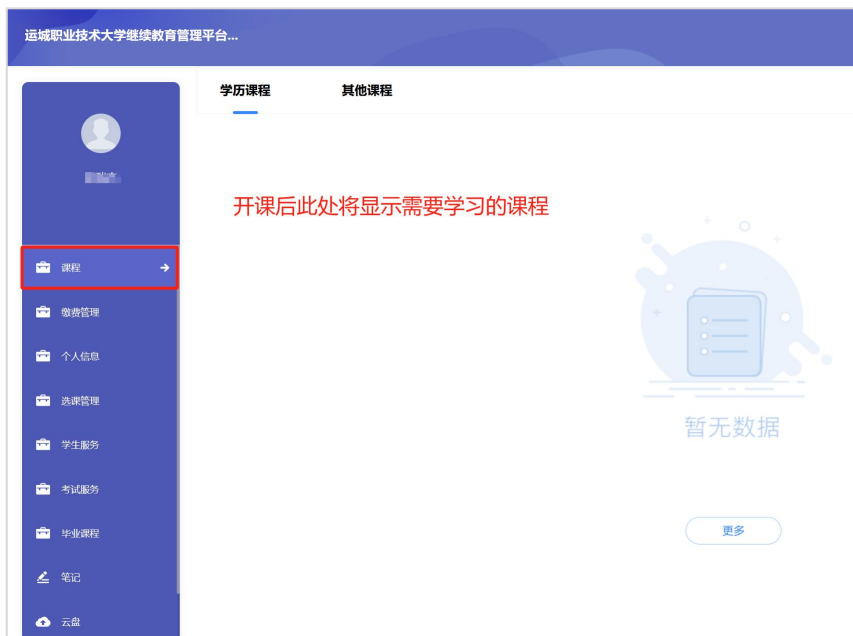 运城职业技术大学继续教育管理平台...
学历课程
其他课程
开课后此处将显示需要学习的课程
课程
缴费管理
个人信息
选课管理
学生服务
考试服务
毕业课程
笔记
云盘
暂无数据
更多